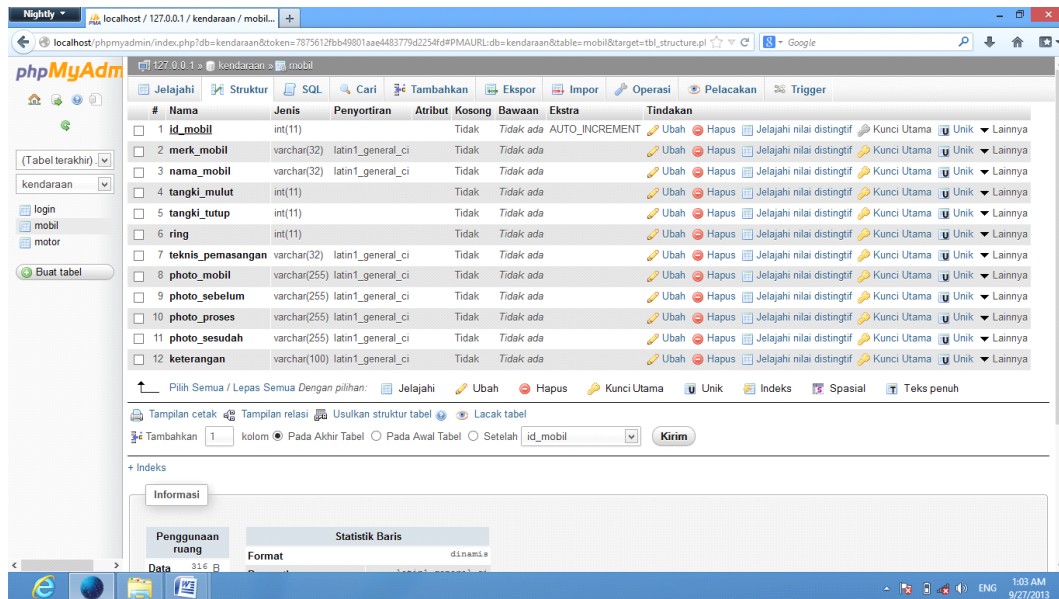 Nightly
localhost / 127.0.0.1 / kendaraan / mobil...
localhost/phpmyadmin/index.php?db=kendaraan&token=7875612fbb49801aae4483779d2254fd#PMAURL:db=kendaraan&table=mobil&target=tbl_structure.pl
Google
phpMyAdm
127.0.0.1 » kendaraan » mobil
Jelajahi Struktur SQL Cari Tambahkan Ekspor Impor Operasi Pelacakan Trigger
(Tabel terakhir) ..
kendaraan
login
mobil
motor
Buat tabel
# Nama Jenis Penyortiran Atribut Kosong Bawaan Ekstra Tindakan
1 id_mobil int(11) Tidak Tidak ada AUTO_INCREMENT Ubah Hapus Jelajahi nilai distingtif Kunci Utama Unik Lainnya
2 merk_mobil varchar(32) latin1_general_ci Tidak Tidak ada Ubah Hapus Jelajahi nilai distingtif Kunci Utama Unik Lainnya
3 nama_mobil varchar(32) latin1_general_ci Tidak Tidak ada Ubah Hapus Jelajahi nilai distingtif Kunci Utama Unik Lainnya
4 tangki_mulut int(11) Tidak Tidak ada Ubah Hapus Jelajahi nilai distingtif Kunci Utama Unik Lainnya
5 tangki_tutup int(11) Tidak Tidak ada Ubah Hapus Jelajahi nilai distingtif Kunci Utama Unik Lainnya
6 ring int(11) Tidak Tidak ada Ubah Hapus Jelajahi nilai distingtif Kunci Utama Unik Lainnya
7 teknis_pemasangan varchar(32) latin1_general_ci Tidak Tidak ada Ubah Hapus Jelajahi nilai distingtif Kunci Utama Unik Lainnya
8 photo_mobil varchar(255) latin1_general_ci Tidak Tidak ada Ubah Hapus Jelajahi nilai distingtif Kunci Utama Unik Lainnya
9 photo_sebelum varchar(255) latin1_general_ci Tidak Tidak ada Ubah Hapus Jelajahi nilai distingtif Kunci Utama Unik Lainnya
10 photo_proses varchar(255) latin1_general_ci Tidak Tidak ada Ubah Hapus Jelajahi nilai distingtif Kunci Utama Unik Lainnya
11 photo_sesudah varchar(255) latin1_general_ci Tidak Tidak ada Ubah Hapus Jelajahi nilai distingtif Kunci Utama Unik Lainnya
12 keterangan varchar(100) latin1_general_ci Tidak Tidak ada Ubah Hapus Jelajahi nilai distingtif Kunci Utama Unik Lainnya
Pilih Semua / Lepas Semua Dengan pilihan: Jelajahi Ubah Hapus Kunci Utama Unik Indeks Spasial Teks penuh
Tampilan cetak Tampilan relasi Usulkan struktur tabel Lacak tabel
Tambahkan 1 kolom Pada Akhir Tabel Pada Awal Tabel Setelah id_mobil Kirim
+ Indeks
Informasi
Penggunaan ruang
Data 316 B
Statistik Baris
Format dinamis
ENG
1:03 AM
9/27/2013